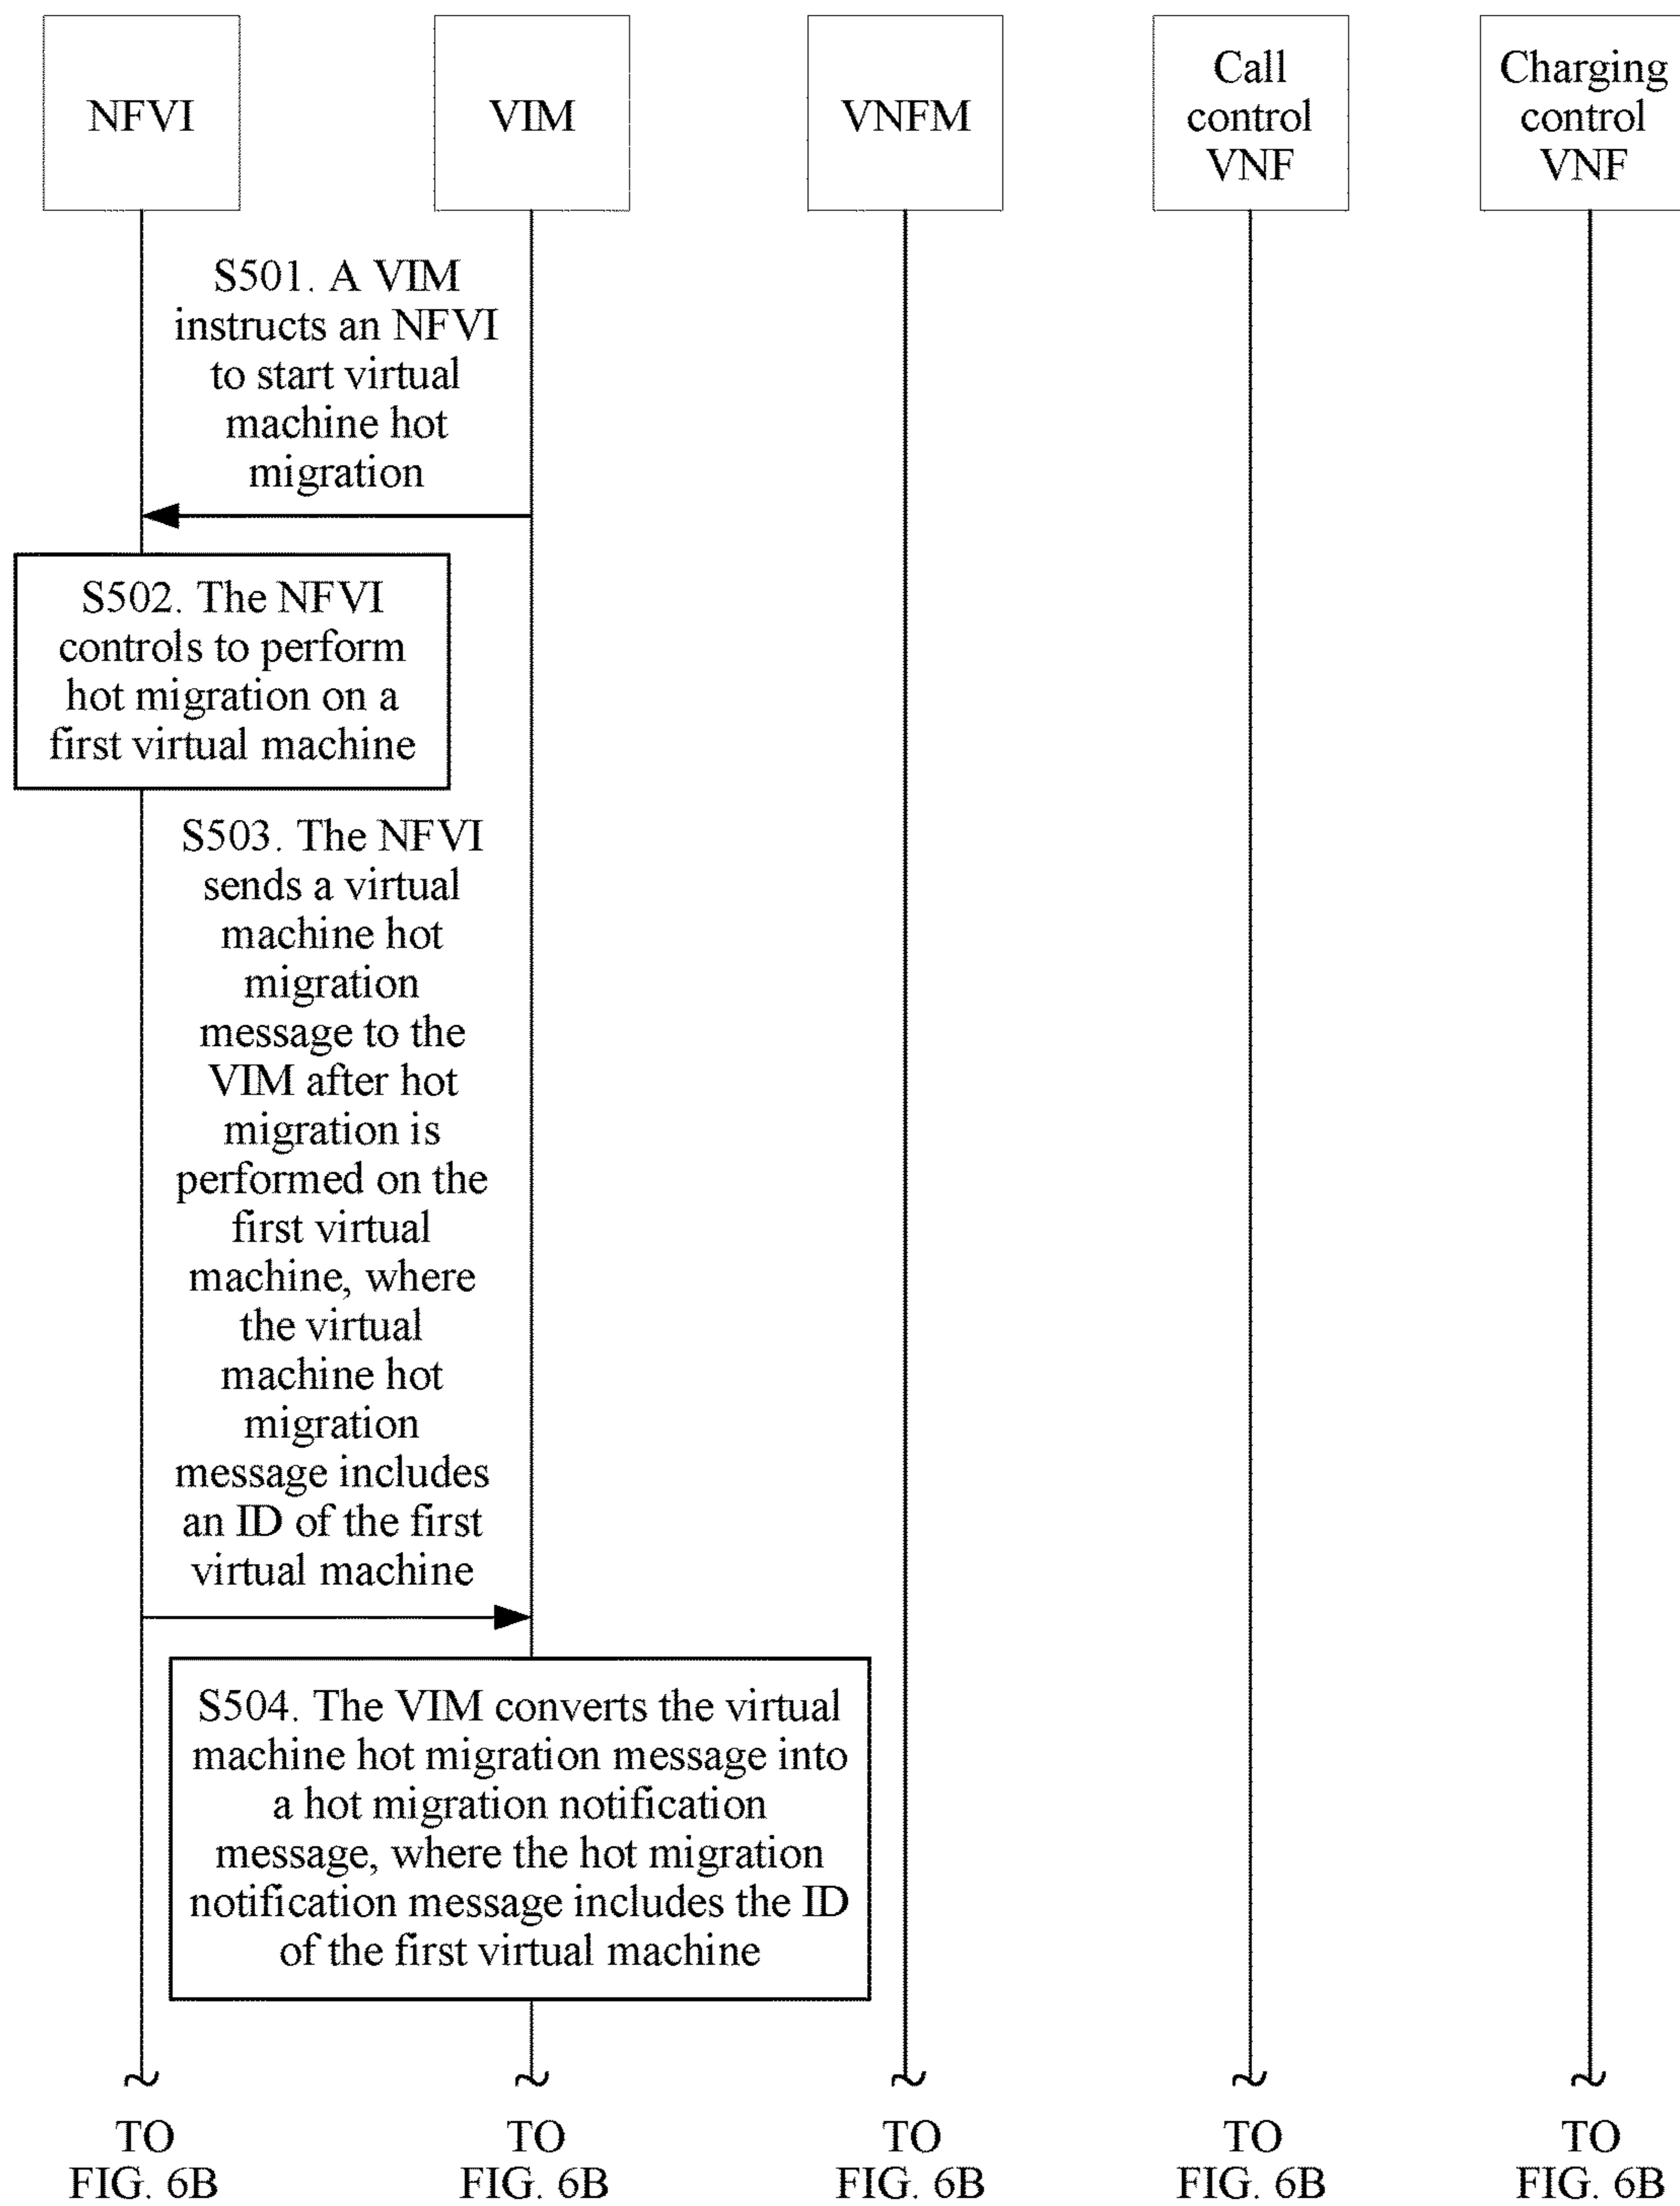 NFVI
VIM
VNFM
Call
control
VNF
Charging
control
VNF
S501. A VIM
instructs an NFVI
to start virtual
machine hot
migration
S502. The NFVI
controls to perform
hot migration on a
first virtual machine
S503. The NFVI
sends a virtual
machine hot
migration
message to the
VIM after hot
migration is
performed on the
first virtual
machine, where
the virtual
machine hot
migration
message includes
an ID of the first
virtual machine
S504. The VIM converts the virtual
machine hot migration message into
a hot migration notification
message, where the hot migration
notification message includes the ID
of the first virtual machine
TO
FIG. 6B
TO
FIG. 6B
TO
FIG. 6B
TO
FIG. 6B
TO
FIG. 6B